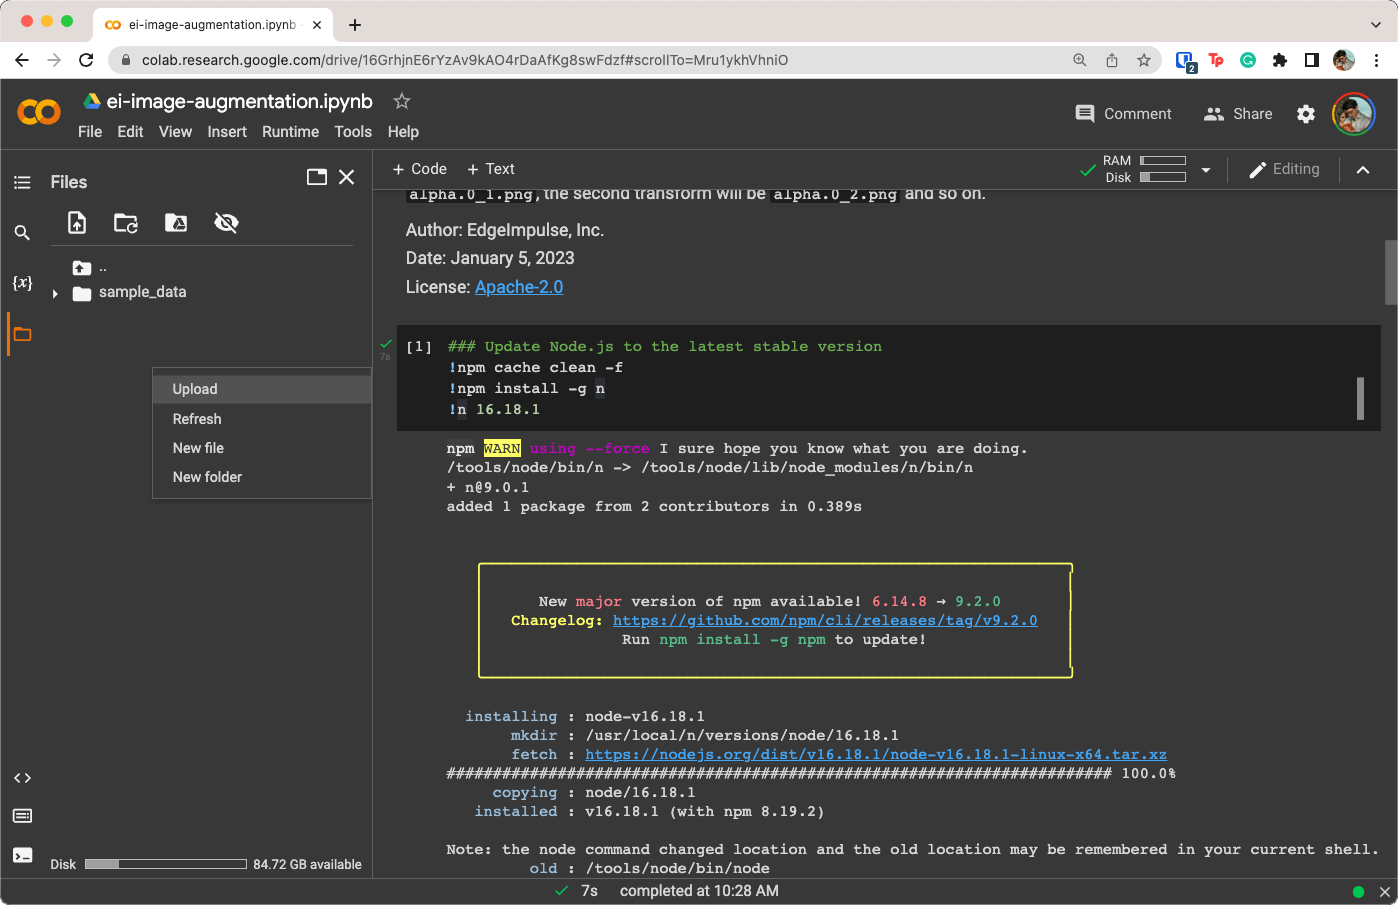 ei-image-augmentation.ipynb -
colab.research.google.com/drive/16GrhjnE6rYzAv9kAO4rDaAfKg8swFdzf#scrollTo=Mru1ykhVhniO
2
Tp
ei-image-augmentation.ipynb
File Edit View Insert Runtime Tools Help
Comment Share
Files
+ Code + Text
RAM
Disk
Editing
{x}
..
sample_data
Upload
Refresh
New file
New folder
Disk 84.72 GB available
alpha.0_1.png, the second transform will be alpha.0_2.png and so on.
Author: EdgeImpulse, Inc.
Date: January 5, 2023
License: Apache-2.0
7s
[1] ### Update Node.js to the latest stable version
!npm cache clean -f
!npm install -g n
!n 16.18.1
npm WARN using --force I sure hope you know what you are doing.
/tools/node/bin/n -> /tools/node/lib/node_modules/n/bin/n
+ n@9.0.1
added 1 package from 2 contributors in 0.389s
New major version of npm available! 6.14.8 → 9.2.0
Changelog: https://github.com/npm/cli/releases/tag/v9.2.0
Run npm install -g npm to update!
installing : node-v16.18.1
mkdir : /usr/local/n/versions/node/16.18.1
fetch : https://nodejs.org/dist/v16.18.1/node-v16.18.1-linux-x64.tar.xz
######################################################################## 100.0%
copying : node/16.18.1
installed : v16.18.1 (with npm 8.19.2)
Note: the node command changed location and the old location may be remembered in your current shell.
old : /tools/node/bin/node
7s completed at 10:28 AM